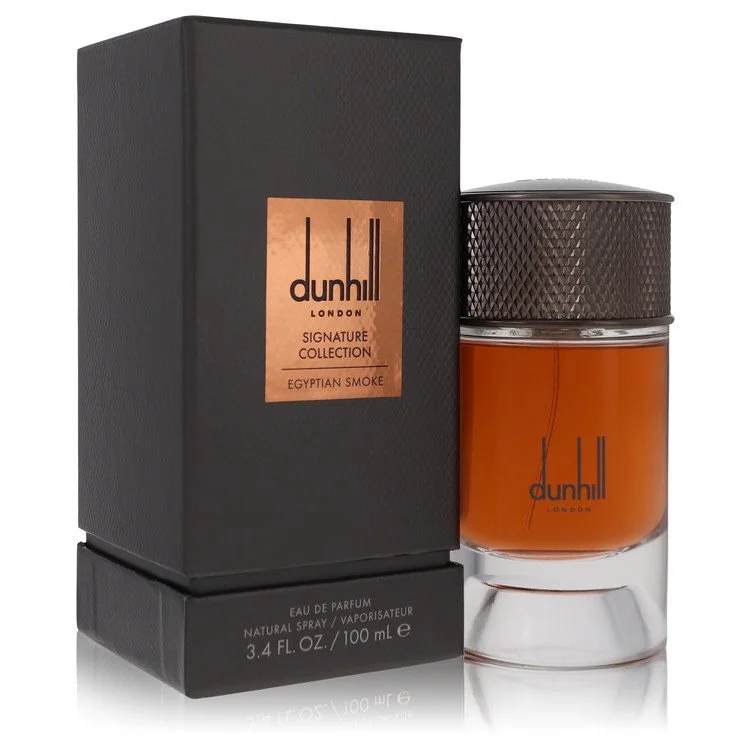 dunhill
LONDON
SIGNATURE
COLLECTION
EGYPTIAN SMOKE
EAU DE PARFUM
NATURAL SPRAY / VAPORISATEUR
3.4 FL. OZ. / 100 mL ℮
dunhill
LONDON